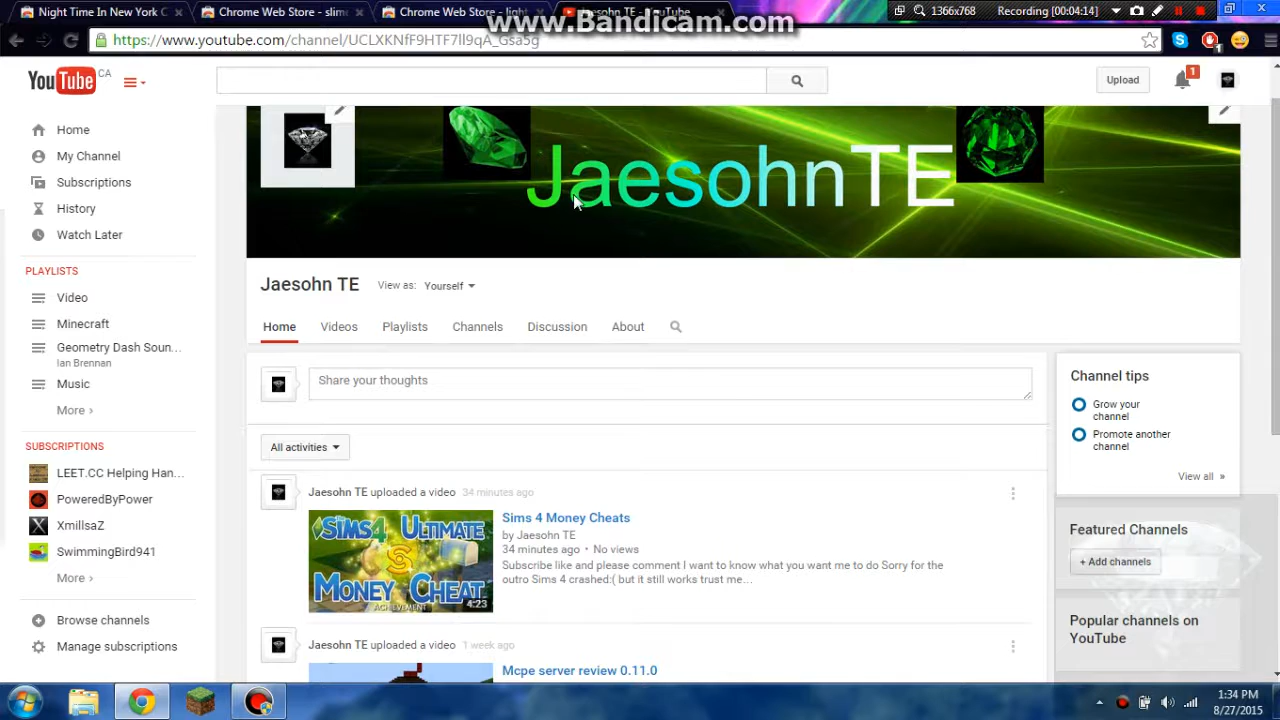 www.Bandicam.com
Night Time In New York C
Chrome Web Store - slim
Chrome Web Store - light
Jaesohn TE - YouTube
1366x768
Recording [00:04:14]
https://www.youtube.com/channel/UCLXKNfF9HTF7ll9qA_Gsa5g
1
YouTube CA
Upload
1
Home
My Channel
Subscriptions
History
Watch Later
PLAYLISTS
Video
Minecraft
Geometry Dash Soun...
Ian Brennan
Music
More ›
SUBSCRIPTIONS
LEET.CC Helping Han...
PoweredByPower
XmillsaZ
SwimmingBird941
More ›
Browse channels
Manage subscriptions
JaesohnTE
Jaesohn TE
View as: Yourself
Home Videos Playlists Channels Discussion About
Share your thoughts
All activities
Jaesohn TE uploaded a video 34 minutes ago
THE SIMS 4 ULTIMATE
MONEY CHEAT
ACHIEVEMENT
4:23
Sims 4 Money Cheats
by Jaesohn TE
34 minutes ago • No views
Subscribe like and please comment I want to know what you want me to do Sorry for the
outro Sims 4 crashed:( but it still works trust me...
Jaesohn TE uploaded a video 1 week ago
Mcpe server review 0.11.0
Channel tips
Grow your
channel
Promote another
channel
View all »
Featured Channels
+ Add channels
Popular channels on
YouTube
1:34 PM
8/27/2015